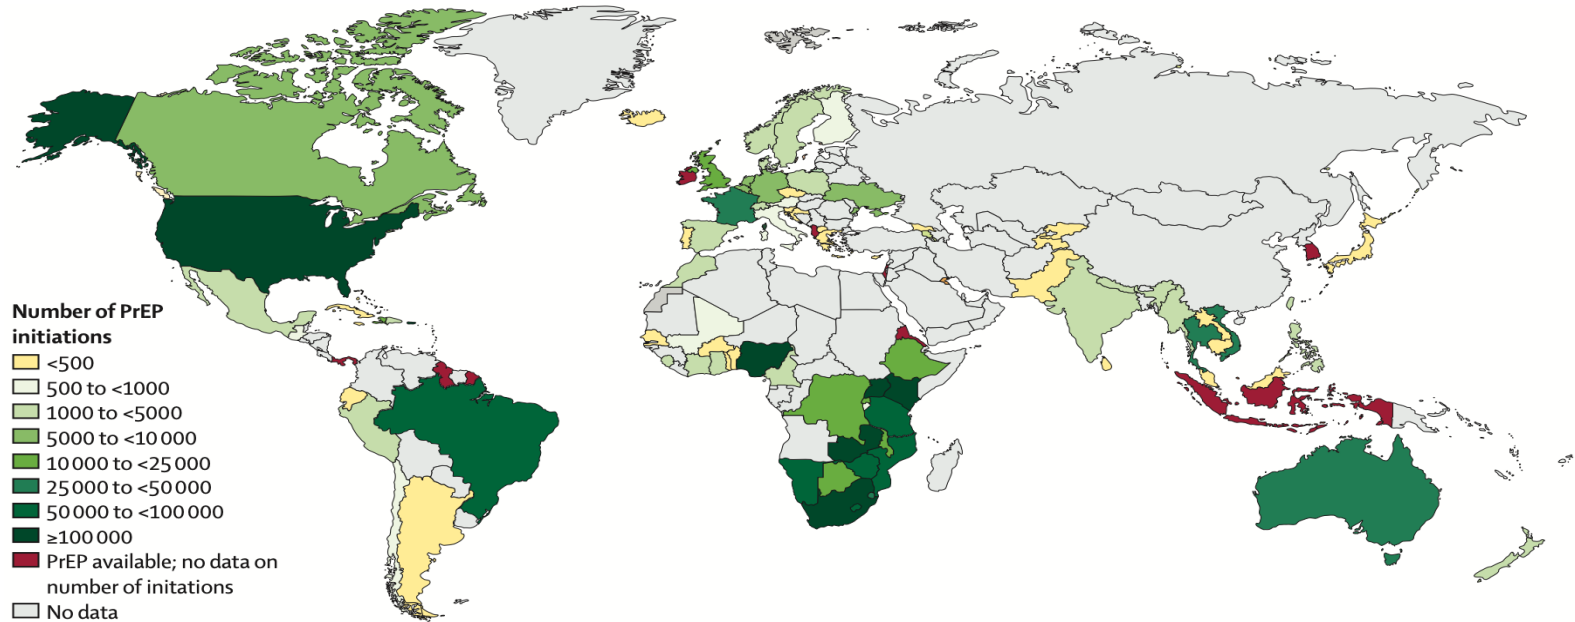 Number of PrEP
initiations
<500
500 to <1000
1000 to <5000
5000 to <10 000
10 000 to <25 000
25 000 to <50 000
50 000 to <100 000
≥100 000
PrEP available; no data on
number of initations
No data